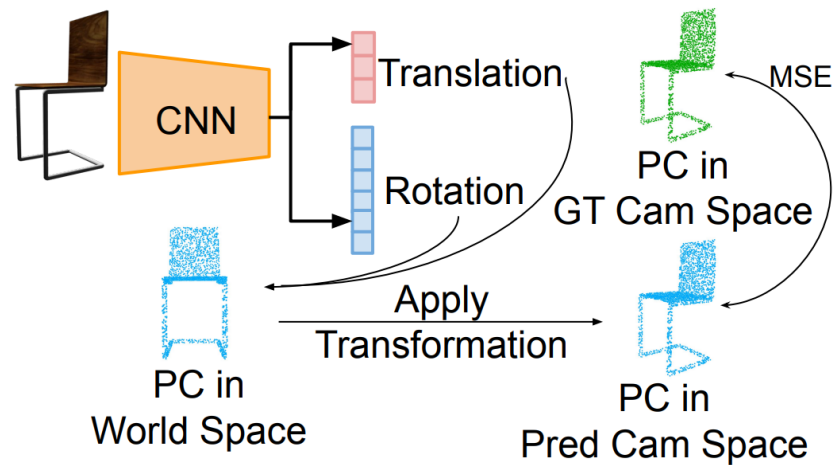 CNN
Translation
Rotation
MSE
PC in
GT Cam Space
Apply
Transformation
PC in
World Space
PC in
Pred Cam Space